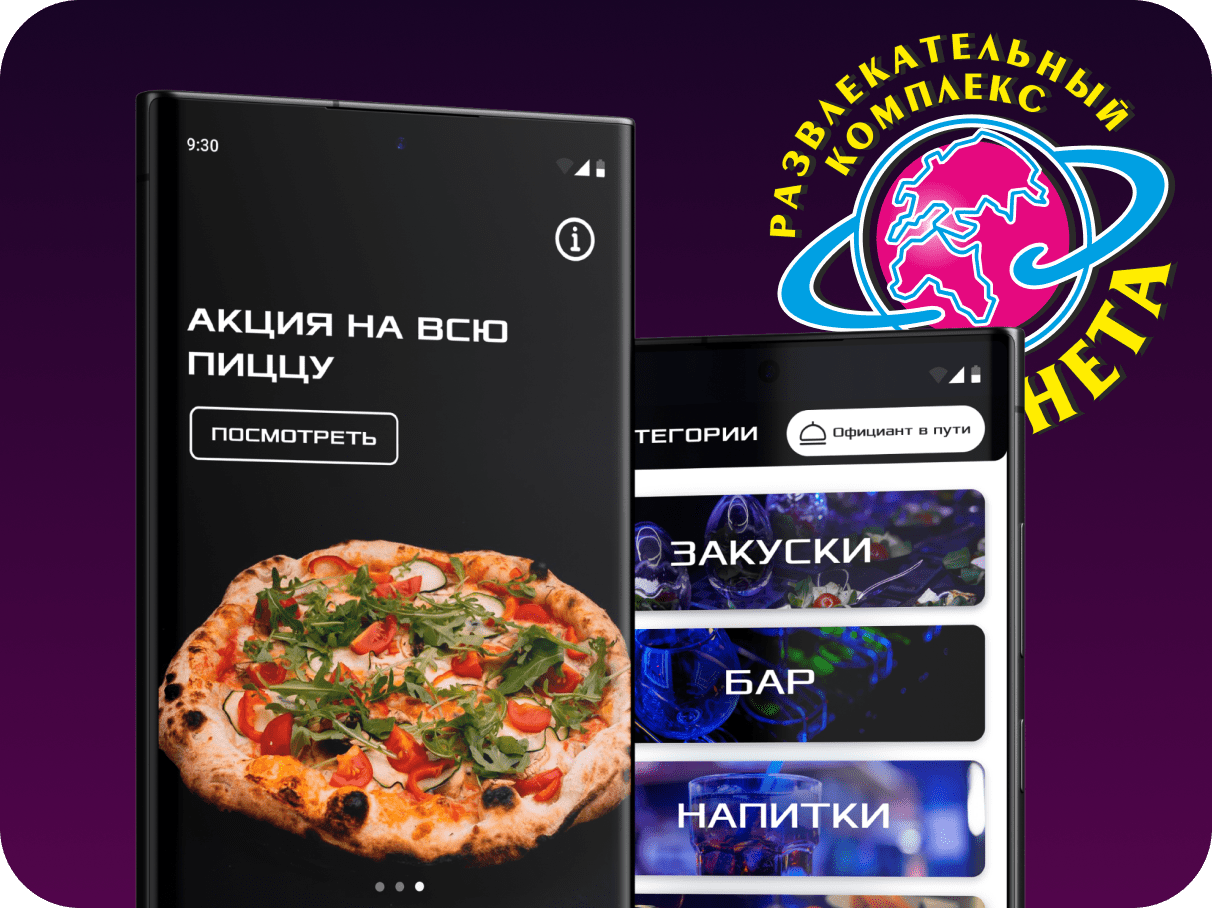 РАЗВЛЕКАТЕЛЬНЫЙ
КОМПЛЕКС
НЕТА
9:30
АКЦИЯ НА ВСЮ
ПИЦЦУ
ПОСМОТРЕТЬ
ТЕГОРИИ
Официант в пути
ЗАКУСКИ
БАР
НАПИТКИ